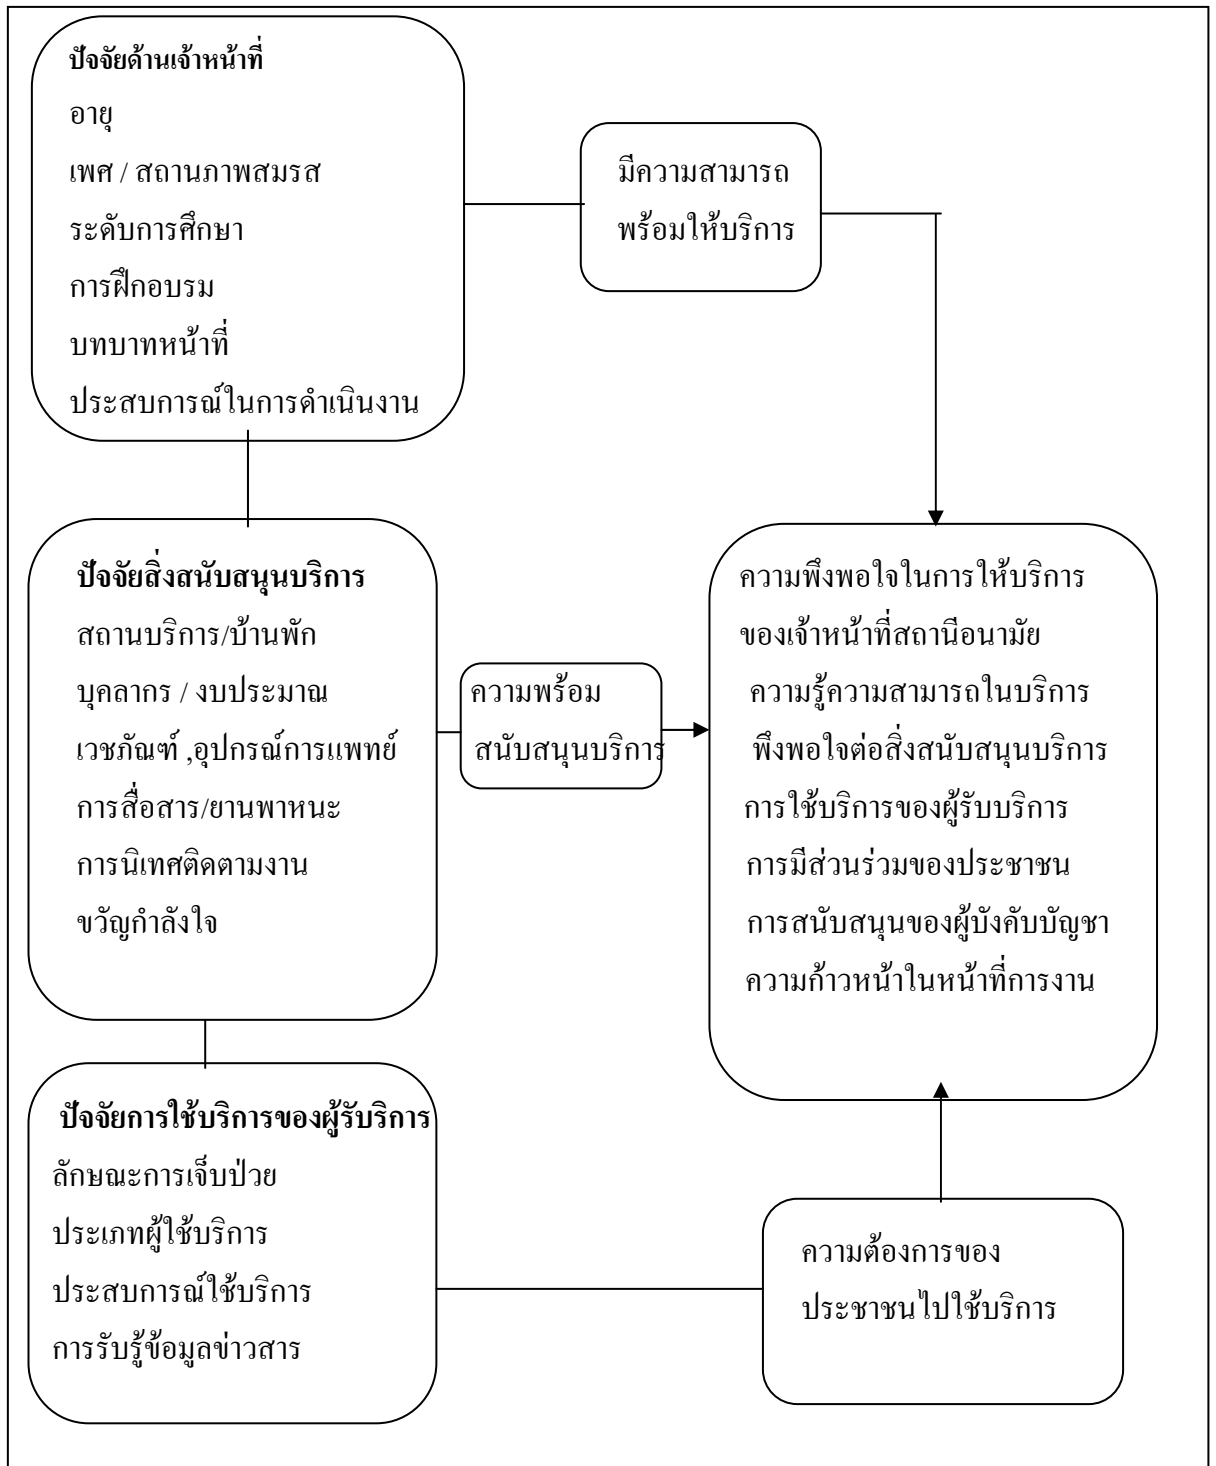 ปัจจัยด้านเจ้าหน้าที่
อายุ
เพศ / สถานภาพสมรส
ระดับการศึกษา
การฝึกอบรม
บทบาทหน้าที่
ประสบการณ์ในการดำเนินงาน
มีความสามารถ
พร้อมให้บริการ
ปัจจัยสิ่งสนับสนุนบริการ
สถานบริการ/บ้านพัก
บุคลากร / งบประมาณ
เวชภัณฑ์ ,อุปกรณ์การแพทย์
การสื่อสาร/ยานพาหนะ
การนิเทศติดตามงาน
ขวัญกำลังใจ
ความพร้อม
สนับสนุนบริการ
ความพึงพอใจในการให้บริการ
ของเจ้าหน้าที่สถานีอนามัย
ความรู้ความสามารถในบริการ
พึงพอใจต่อสิ่งสนับสนุนบริการ
การใช้บริการของผู้รับบริการ
การมีส่วนร่วมของประชาชน
การสนับสนุนของผู้บังคับบัญชา
ความก้าวหน้าในหน้าที่การงาน
ปัจจัยการใช้บริการของผู้รับริการ
ลักษณะการเจ็บป่วย
ประเภทผู้ใช้บริการ
ประสบการณ์ใช้บริการ
การรับรู้ข้อมูลข่าวสาร
ความต้องการของ
ประชาชนไปใช้บริการ